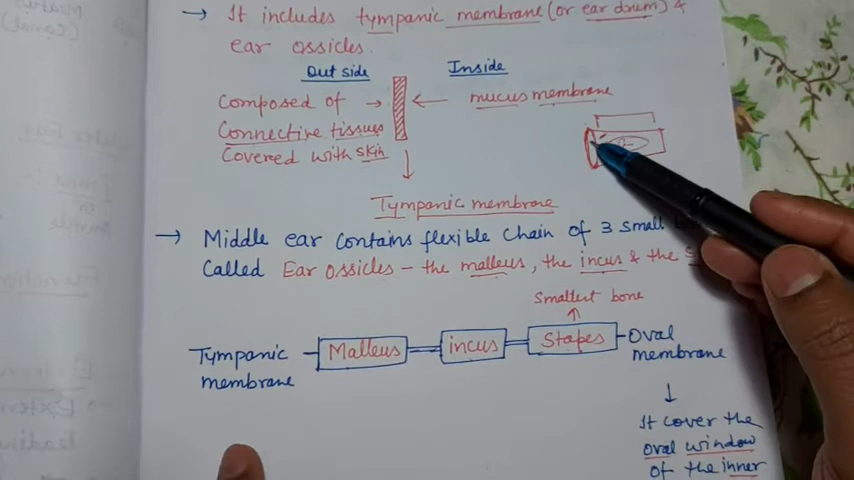 → It includes tympanic membrane (or ear drum) &
ear ossicles.
Out side
Inside
Composed of →
Connective tissues
Covered with skin
← mucus membrane
Tympanic membrane
→ Middle ear contains flexible chain of 3 small
Called Ear Ossicles - the malleus, the incus & the
Smallest bone
Tympanic membrane
Malleus
incus
Stapes
Oval membrane
It cover the
oval window
of the inner